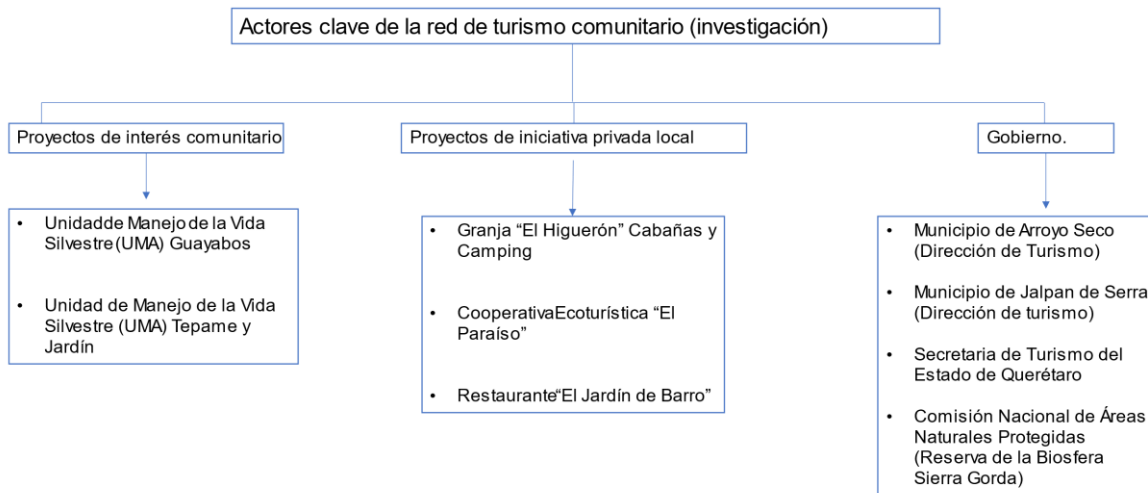 Actores clave de la red de turismo comunitario (investigación)
Proyectos de interés comunitario
• Unidadde Manejo de la Vida
Silvestre (UMA) Guayabos
• Unidad de Manejo de la Vida
Silvestre (UMA) Tepame y
Jardín
Proyectos de iniciativa privada local
• Granja “El Higuerón” Cabañas y
Camping
• CooperativaEcoturística “El
Paraíso”
• Restaurante“El Jardín de Barro”
Gobierno.
• Municipio de Arroyo Seco
(Dirección de Turismo)
• Municipio de Jalpan de Serra
(Dirección de turismo)
• Secretaria de Turismo del
Estado de Querétaro
• Comisión Nacional de Áreas
Naturales Protegidas
(Reserva de la Biosfera
Sierra Gorda)